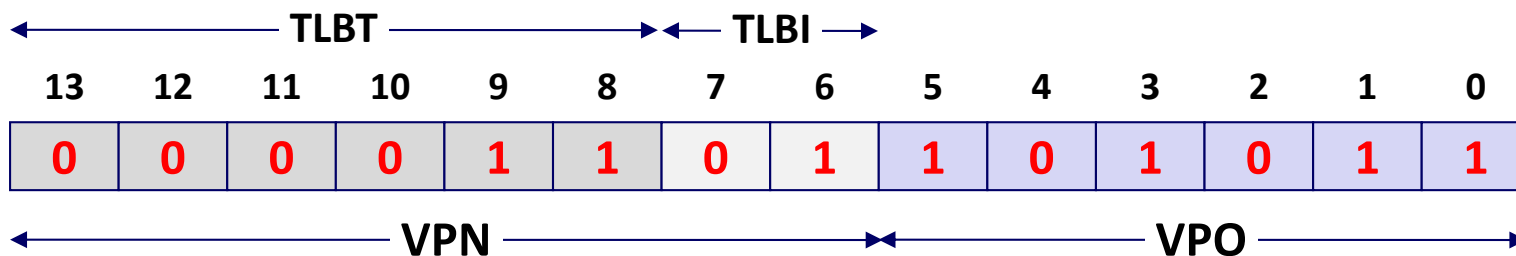 TLBT TLBI
13 12 11 10 9 8 7 6 5 4 3 2 1 0
0 0 0 0 1 1 0 1 1 0 1 0 1 1
VPN VPO